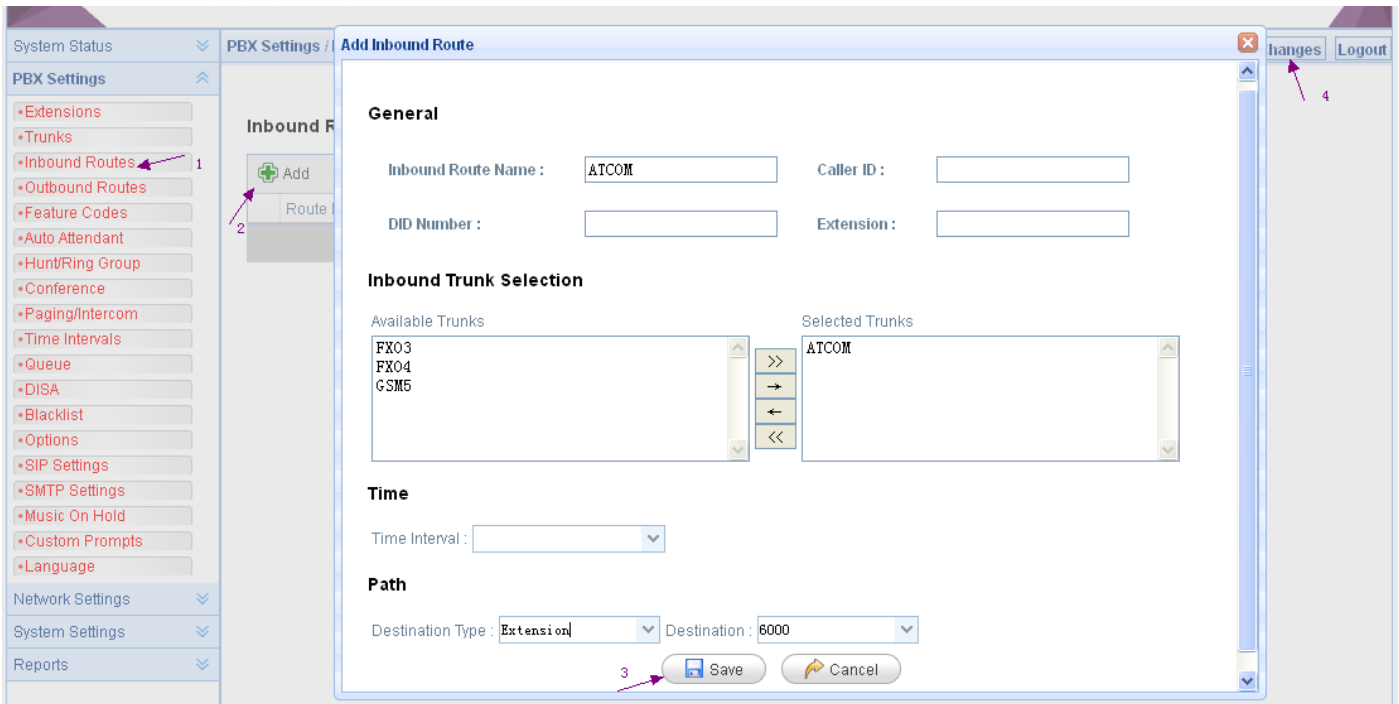 System Status
PBX Settings /
Add Inbound Route
hanges
Logout
PBX Settings
4
Extensions
Trunks
Inbound Routes
1
Outbound Routes
Feature Codes
Auto Attendant
Hunt/Ring Group
Conference
Paging/Intercom
Time Intervals
Queue
DISA
Blacklist
Options
SIP Settings
SMTP Settings
Music On Hold
Custom Prompts
Language
Network Settings
System Settings
Reports
Inbound R
Add
2
Route
General
Inbound Route Name : ATCOM
Caller ID :
DID Number :
Extension :
Inbound Trunk Selection
Available Trunks
FXO3
FXO4
GSM5
>>
→
←
<<
Selected Trunks
ATCOM
Time
Time Interval :
Path
Destination Type : Extension
Destination : 6000
3
Save
Cancel